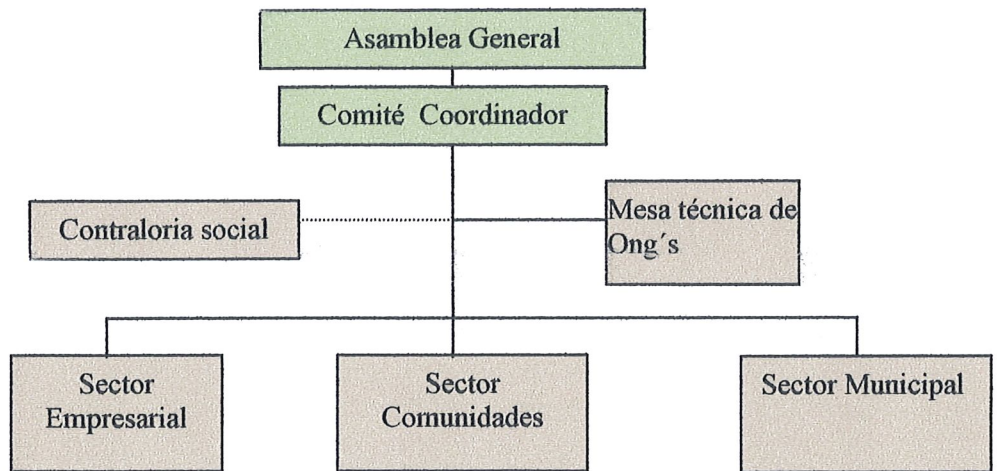 Asamblea General
Comité Coordinador
Contraloria social
Mesa técnica de
Ong´s
Sector
Empresarial
Sector
Comunidades
Sector Municipal